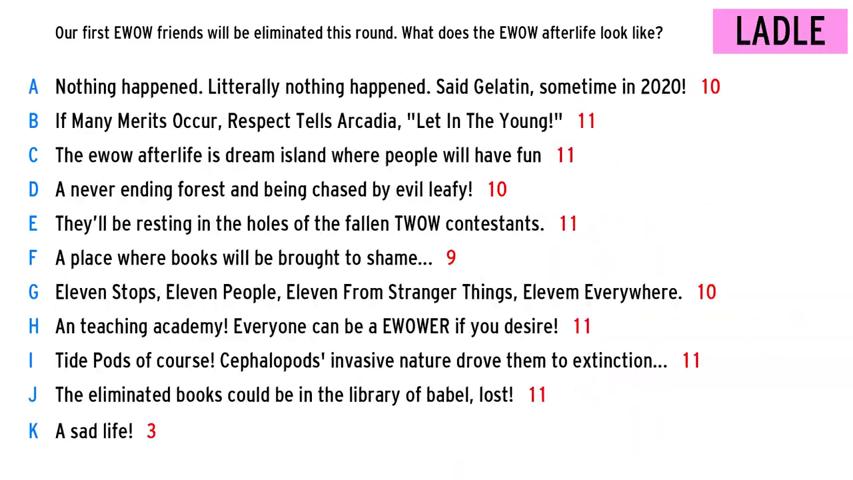 Our first EWOW friends will be eliminated this round. What does the EWOW afterlife look like?
LADLE
A Nothing happened. Litterally nothing happened. Said Gelatin, sometime in 2020! 10
B If Many Merits Occur, Respect Tells Arcadia, "Let In The Young!" 11
C The ewow afterlife is dream island where people will have fun 11
D A never ending forest and being chased by evil leafy! 10
E They'll be resting in the holes of the fallen TWOW contestants. 11
F A place where books will be brought to shame... 9
G Eleven Stops, Eleven People, Eleven From Stranger Things, Elevem Everywhere. 10
H An teaching academy! Everyone can be a EWOWER if you desire! 11
I Tide Pods of course! Cephalopods' invasive nature drove them to extinction... 11
J The eliminated books could be in the library of babel, lost! 11
K A sad life! 3